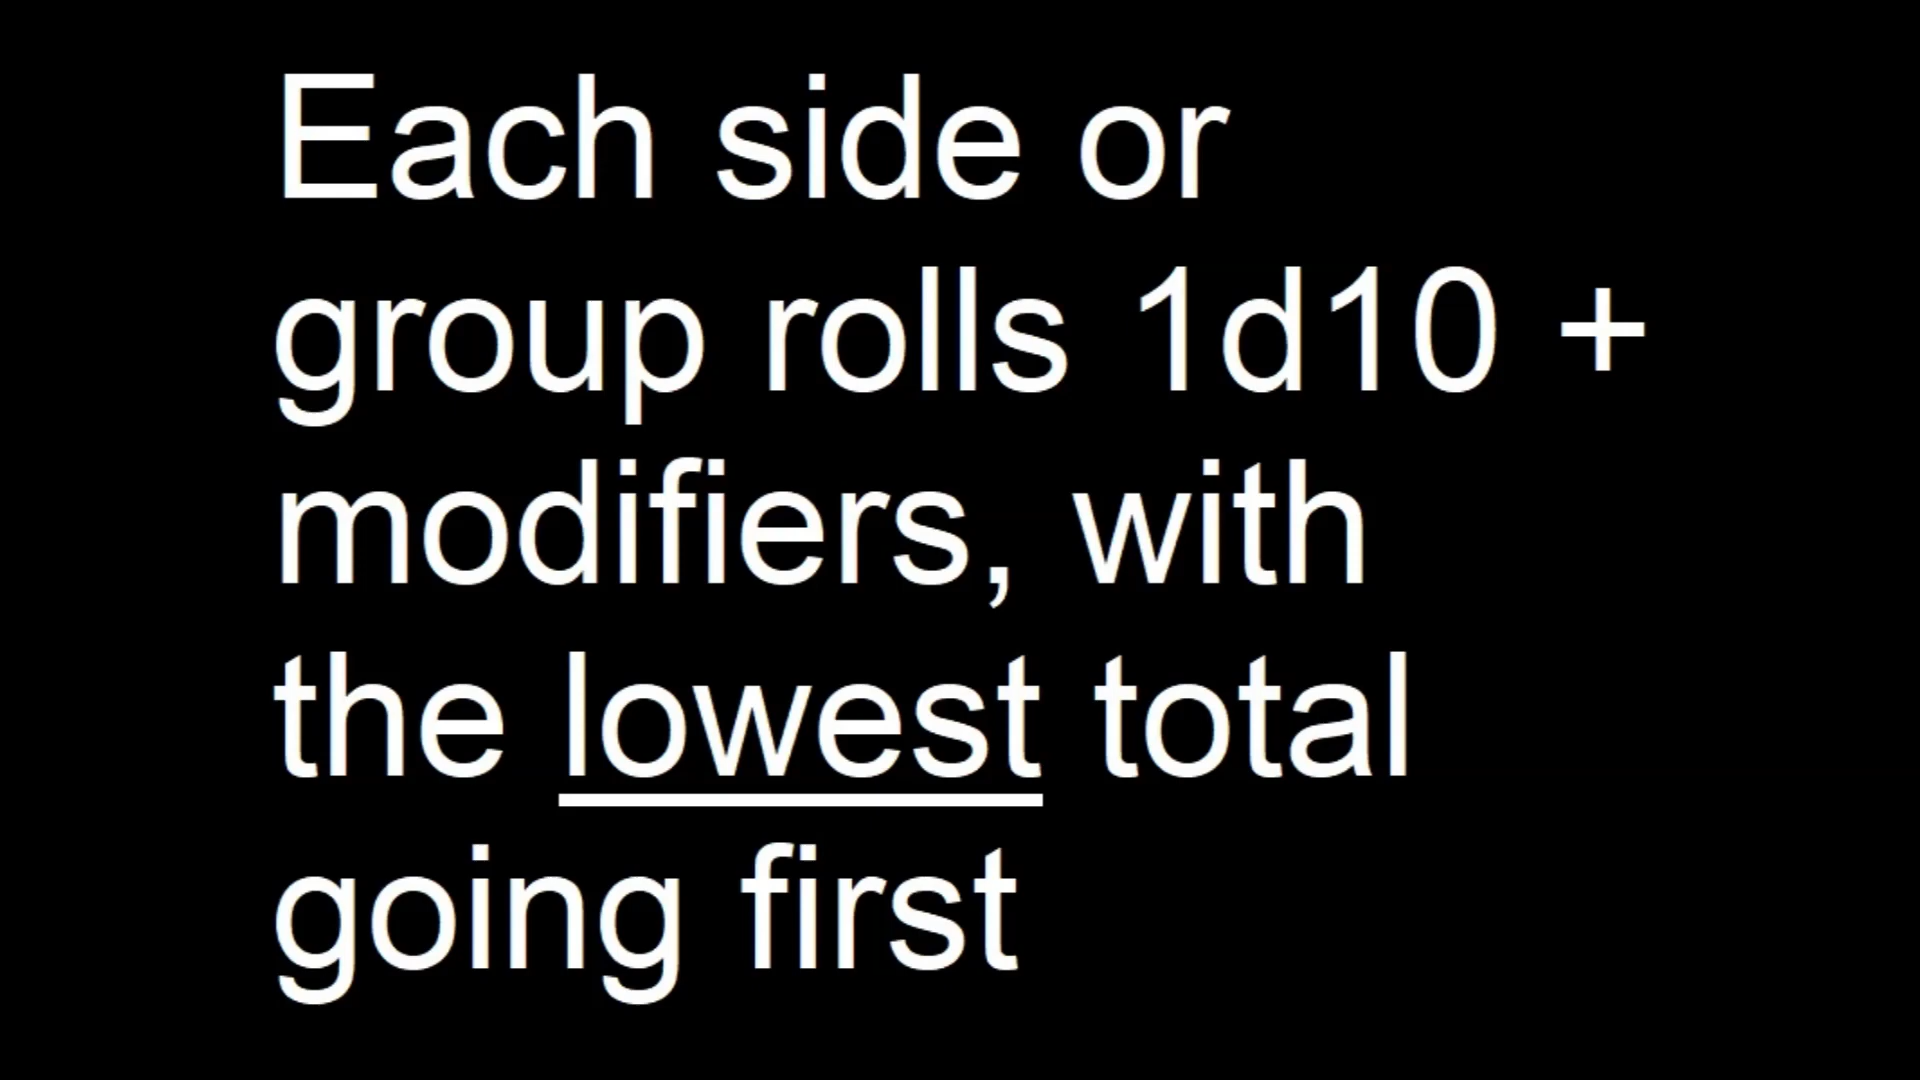 Each side or
group rolls 1d10 +
modifiers, with
the lowest total
going first